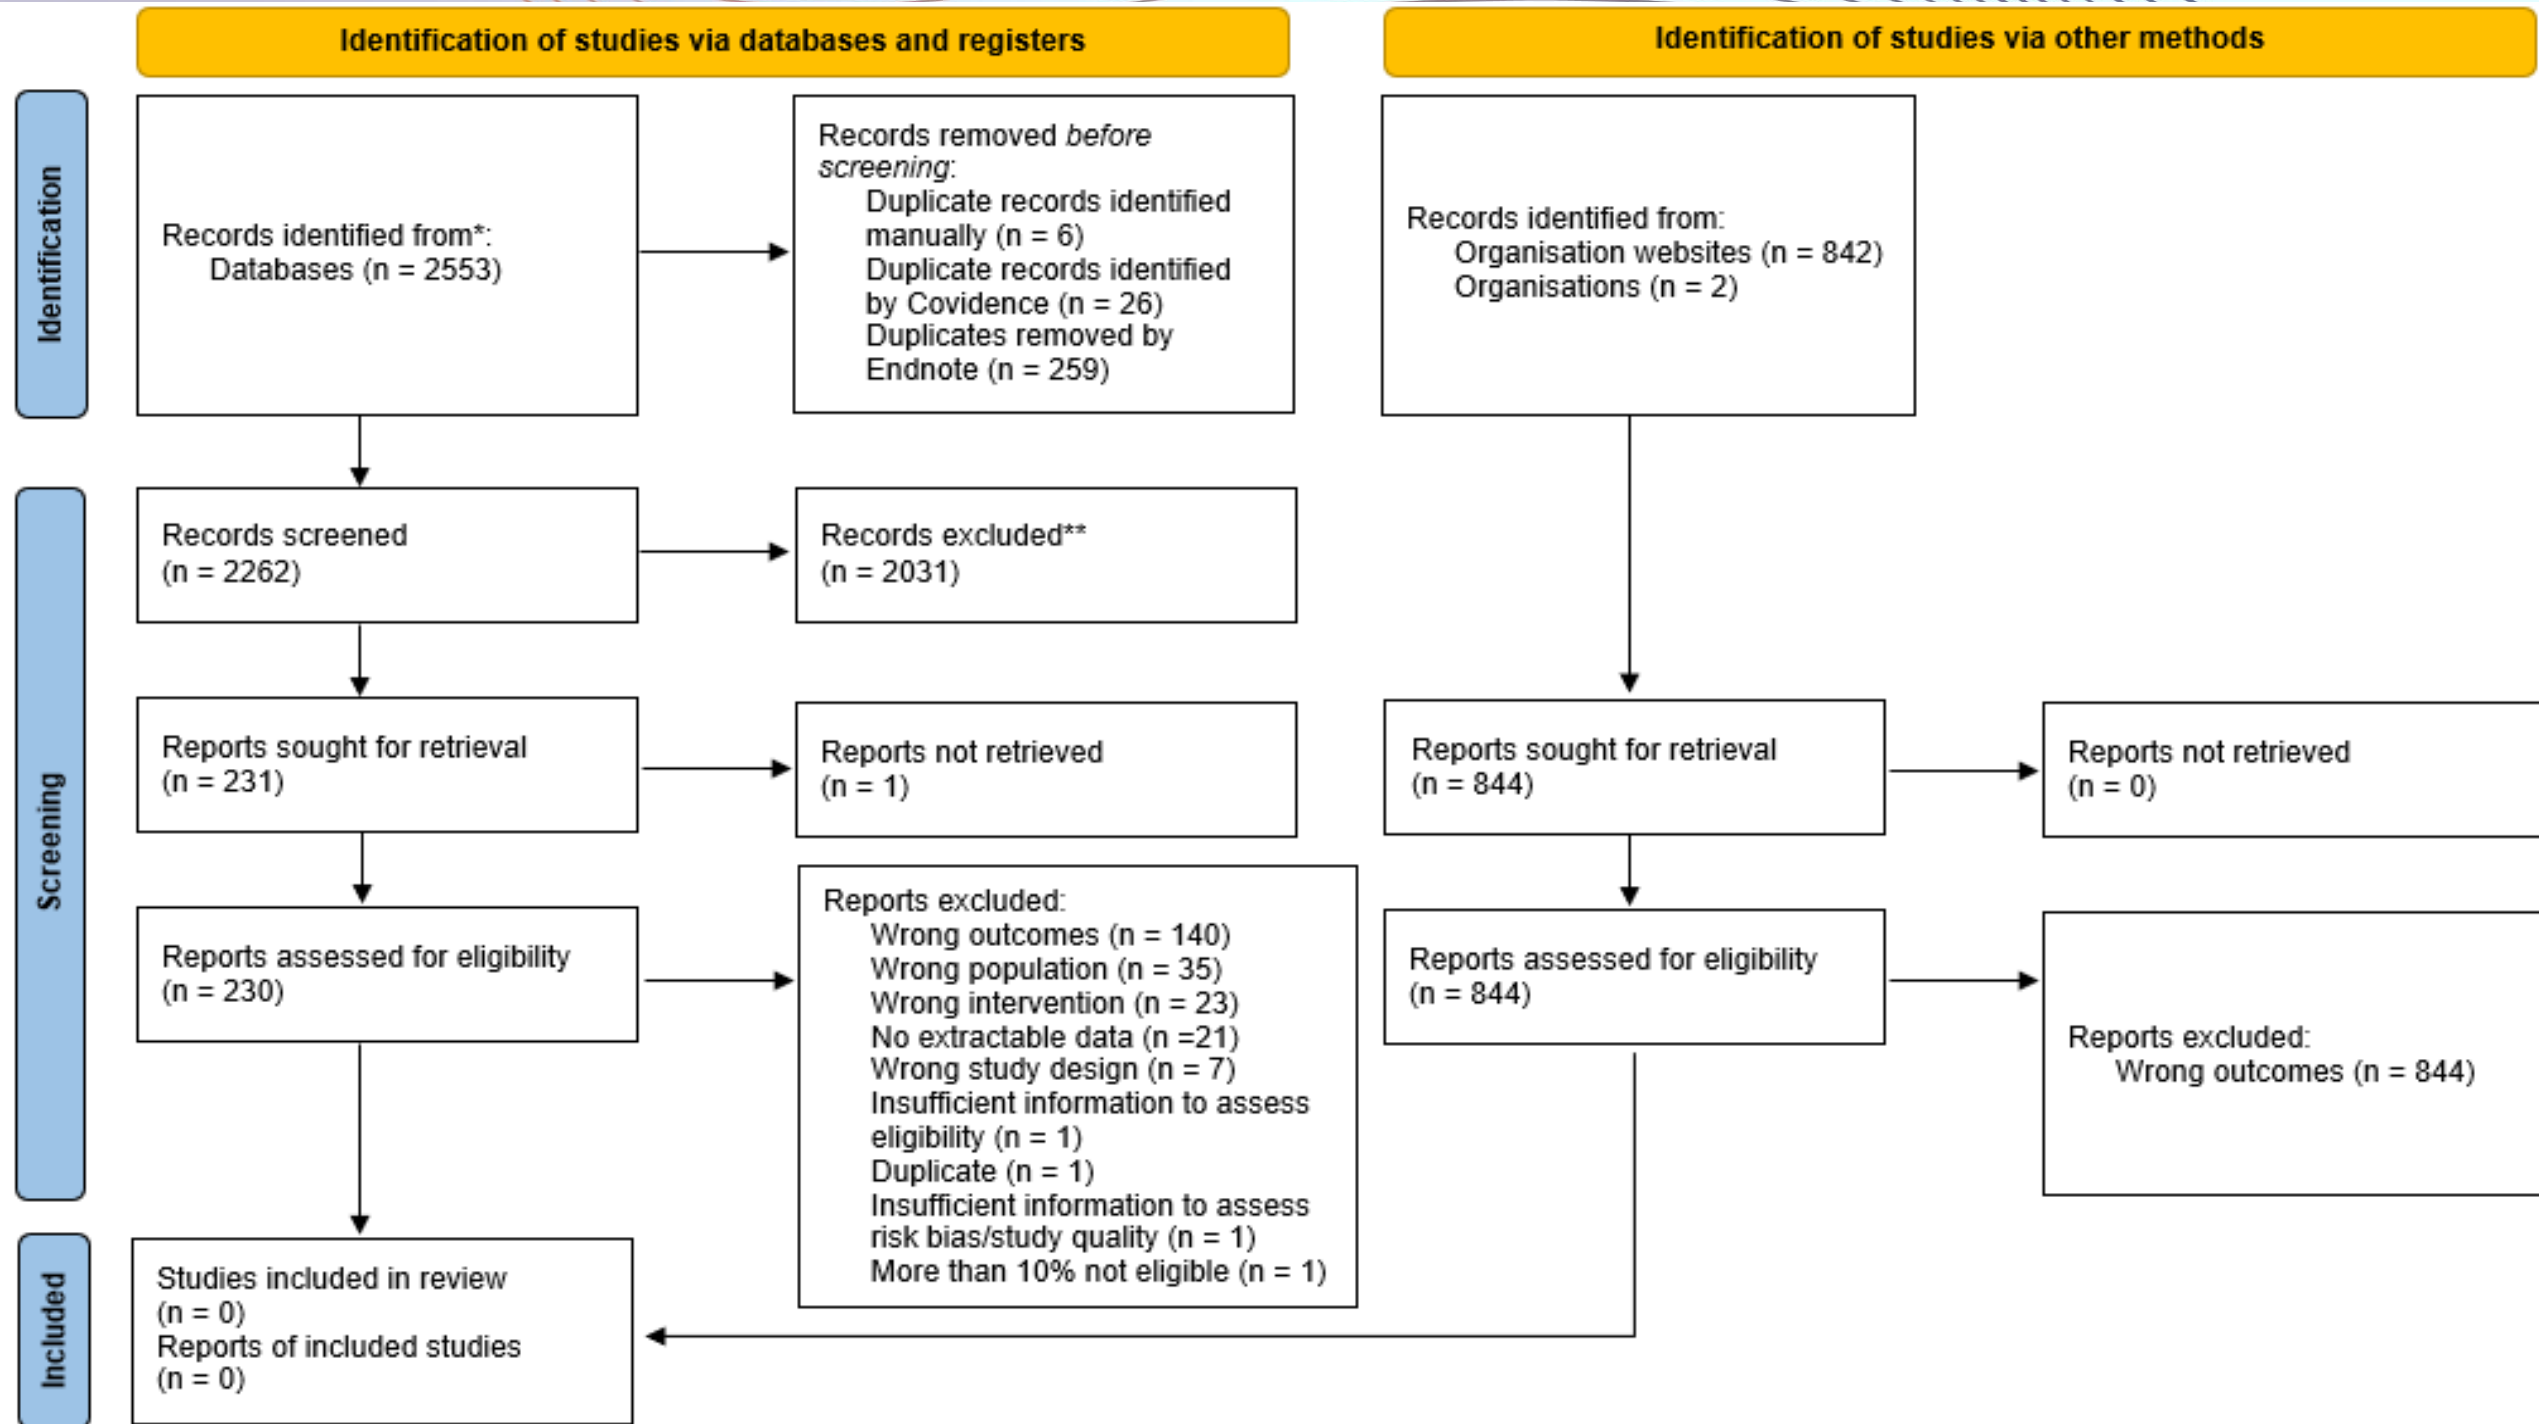 Identification of studies via databases and registers
Identification of studies via other methods
Identification
Records identified from*:
Databases (n = 2553)
Records removed before
screening:
Duplicate records identified
manually (n = 6)
Duplicate records identified
by Covidence (n = 26)
Duplicates removed by
Endnote (n = 259)
Records identified from:
Organisation websites (n = 842)
Organisations (n = 2)
Screening
Records screened
(n = 2262)
Records excluded**
(n = 2031)
Reports sought for retrieval
(n = 231)
Reports not retrieved
(n = 1)
Reports sought for retrieval
(n = 844)
Reports not retrieved
(n = 0)
Reports assessed for eligibility
(n = 230)
Reports excluded:
Wrong outcomes (n = 140)
Wrong population (n = 35)
Wrong intervention (n = 23)
No extractable data (n =21)
Wrong study design (n = 7)
Insufficient information to assess
eligibility (n = 1)
Duplicate (n = 1)
Insufficient information to assess
risk bias/study quality (n = 1)
More than 10% not eligible (n = 1)
Reports assessed for eligibility
(n = 844)
Reports excluded:
Wrong outcomes (n = 844)
Included
Studies included in review
(n = 0)
Reports of included studies
(n = 0)